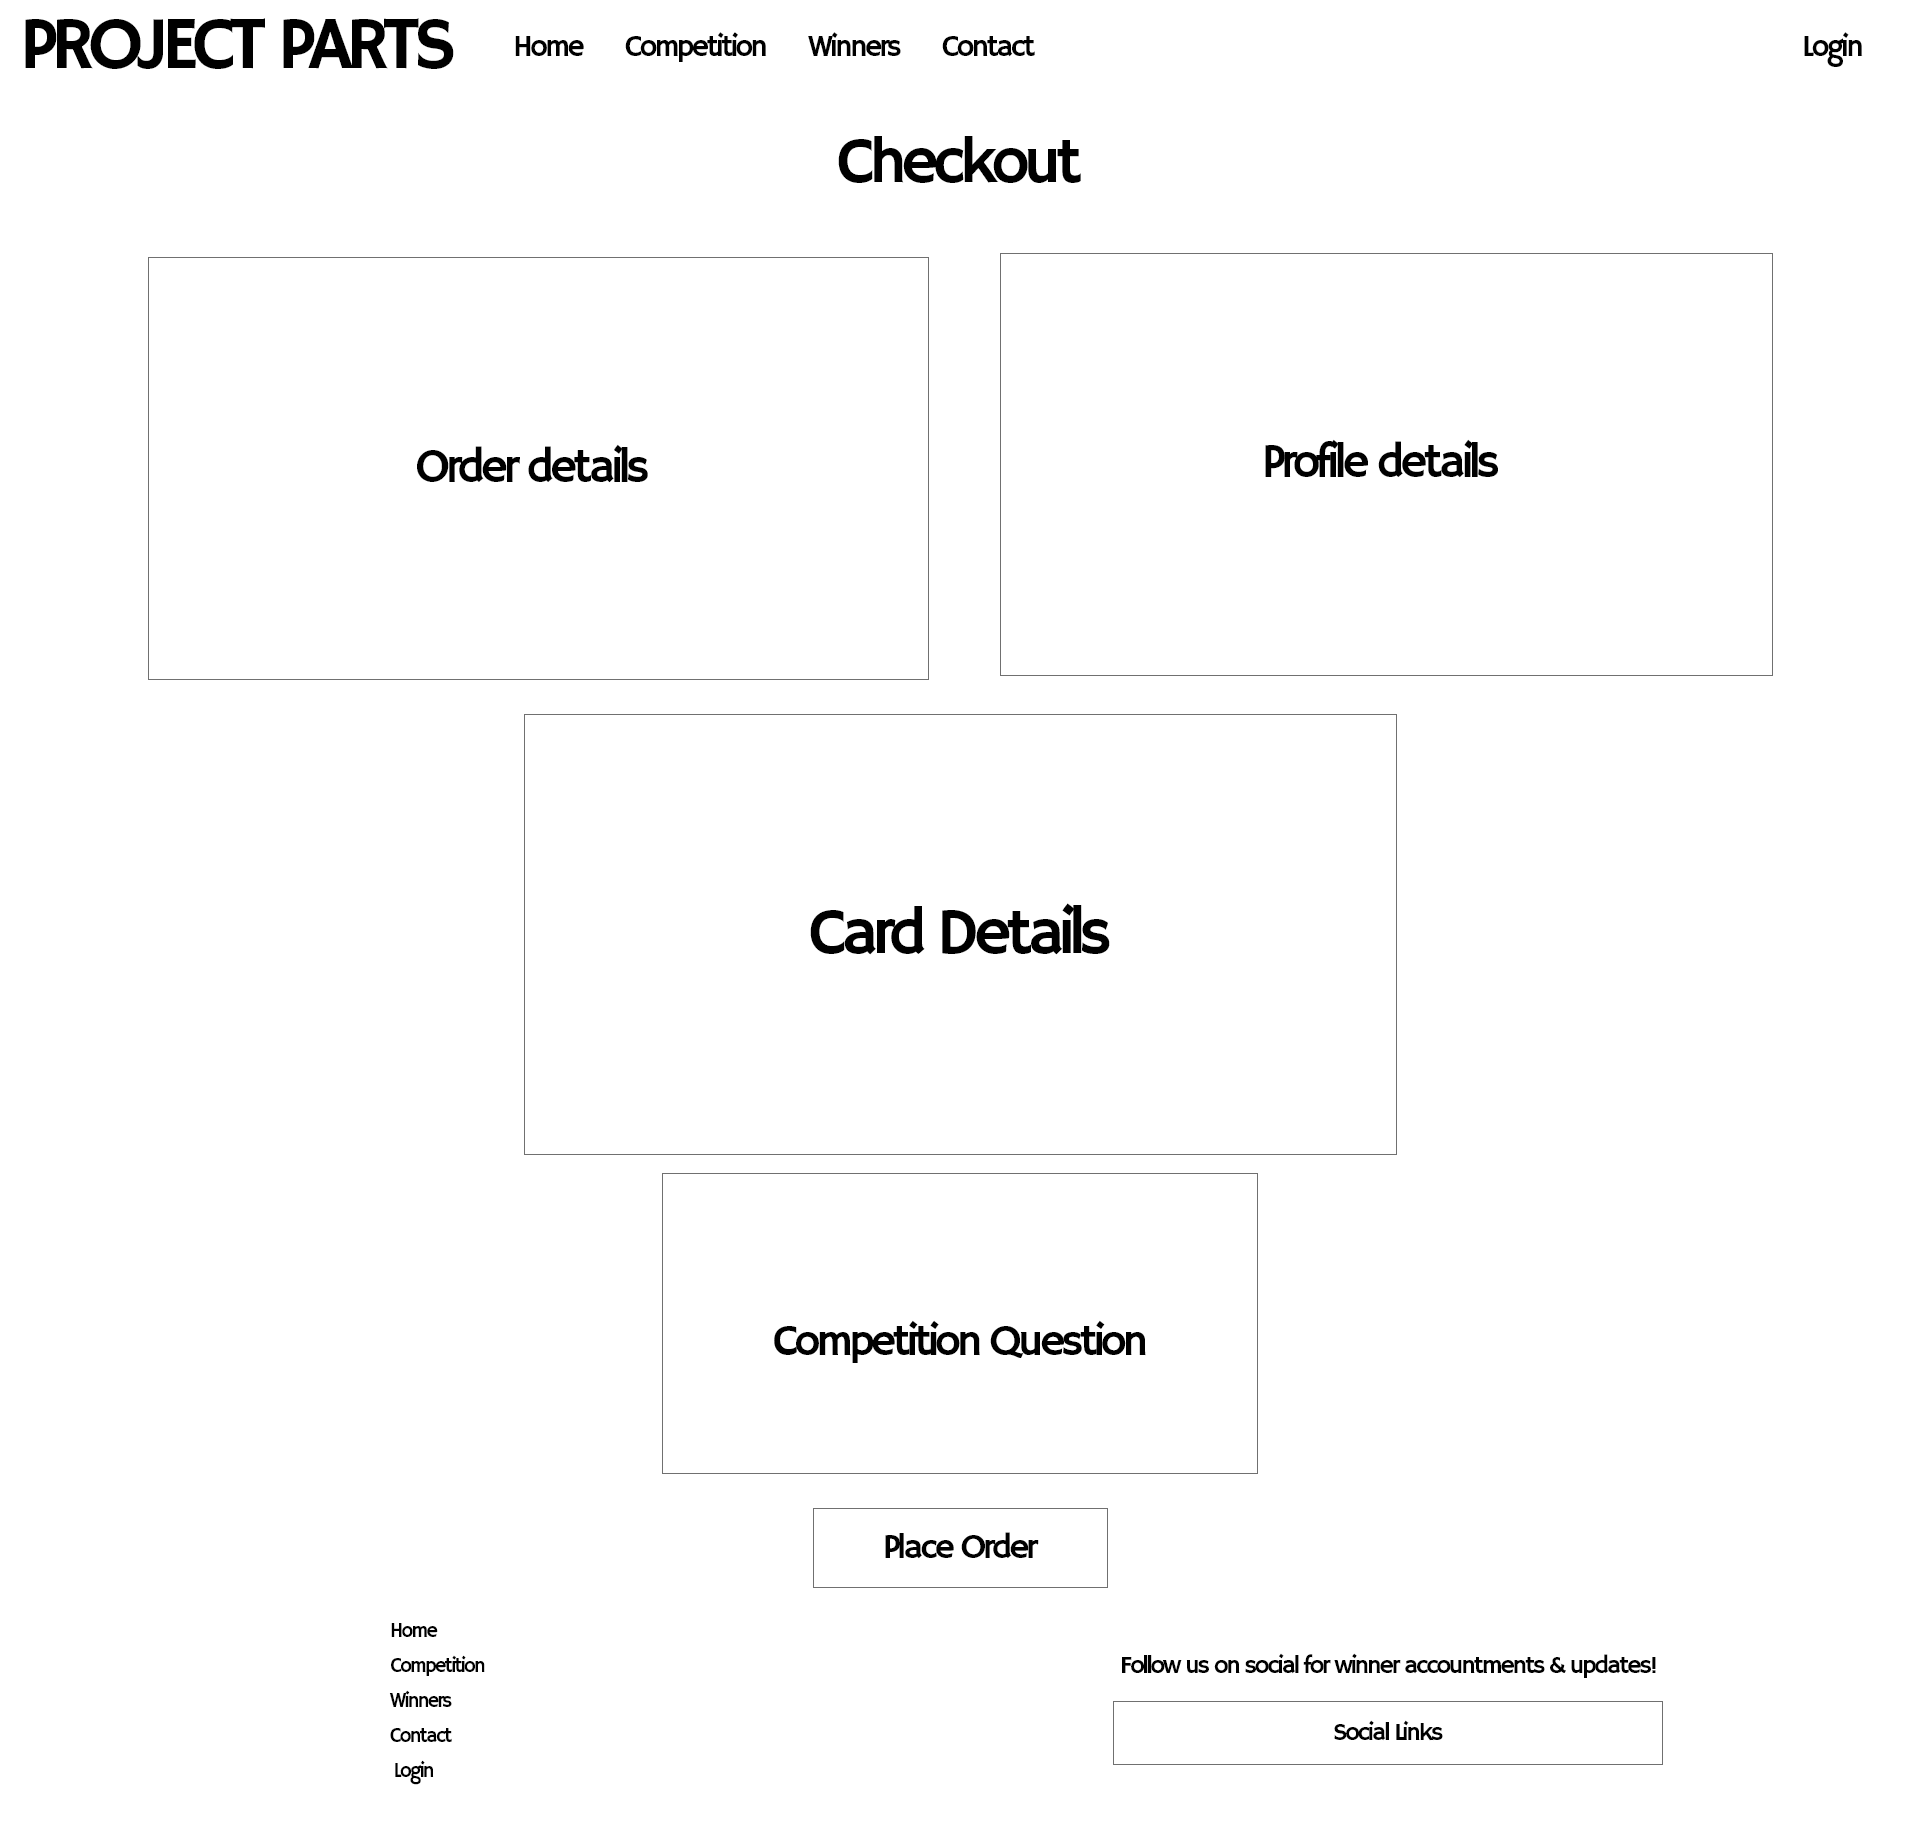 PROJECT PARTS
Home Competition Winners Contact Login
Checkout
Order details
Profile details
Card Details
Competition Question
Place Order
Home
Competition
Winners
Contact
Login
Follow us on social for winner accountments & updates!
Social Links